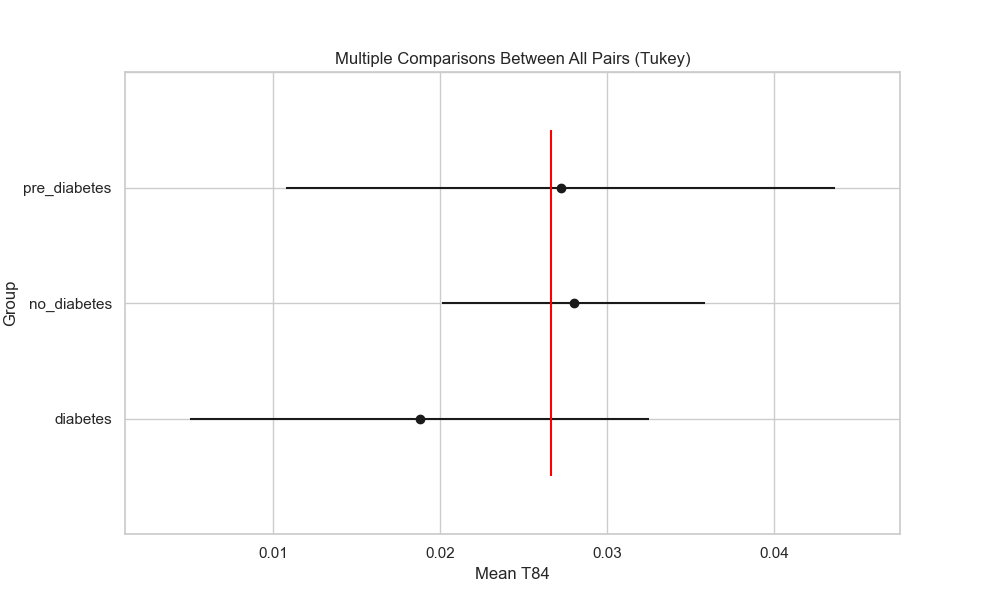 Multiple Comparisons Between All Pairs (Tukey)
pre_diabetes
no_diabetes
diabetes
Group
0.01 0.02 0.03 0.04
Mean T84